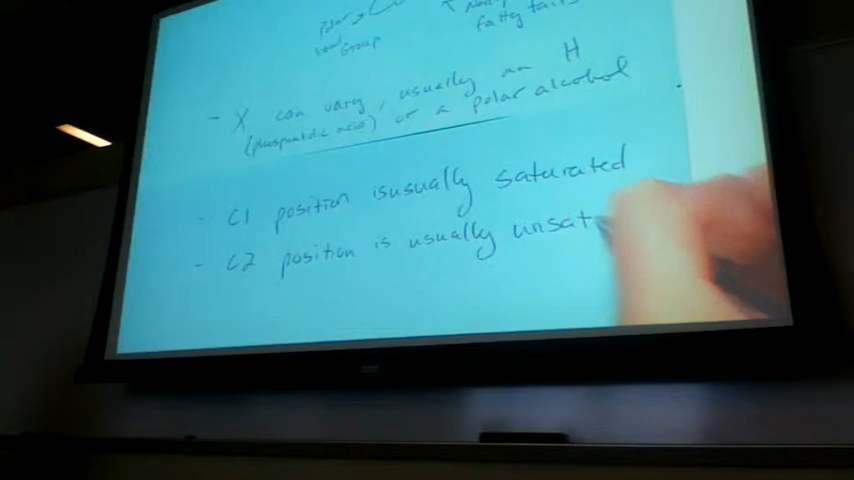 polar
head group
fatty tails
- X can vary, usually an H
(phosphatidic acid) or a polar alcohol
- C1 position is usually saturated
- C2 position is usually unsat